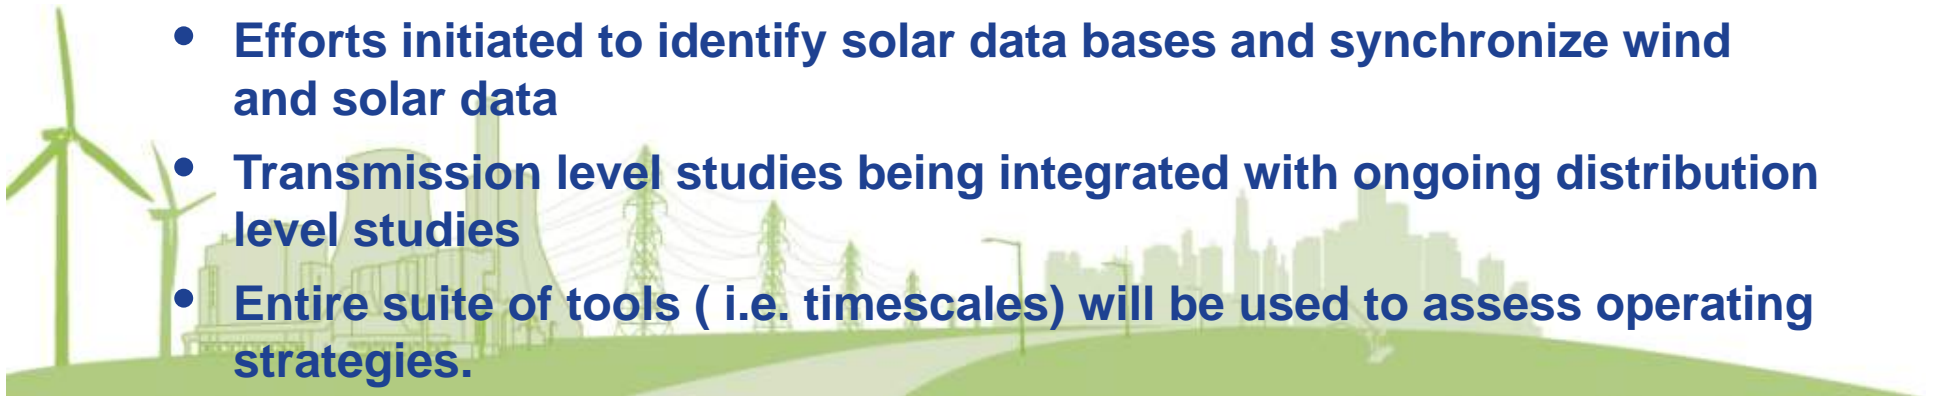 • Efforts initiated to identify solar data bases and synchronize wind
and solar data
• Transmission level studies being integrated with ongoing distribution
level studies
• Entire suite of tools ( i.e. timescales) will be used to assess operating
strategies.